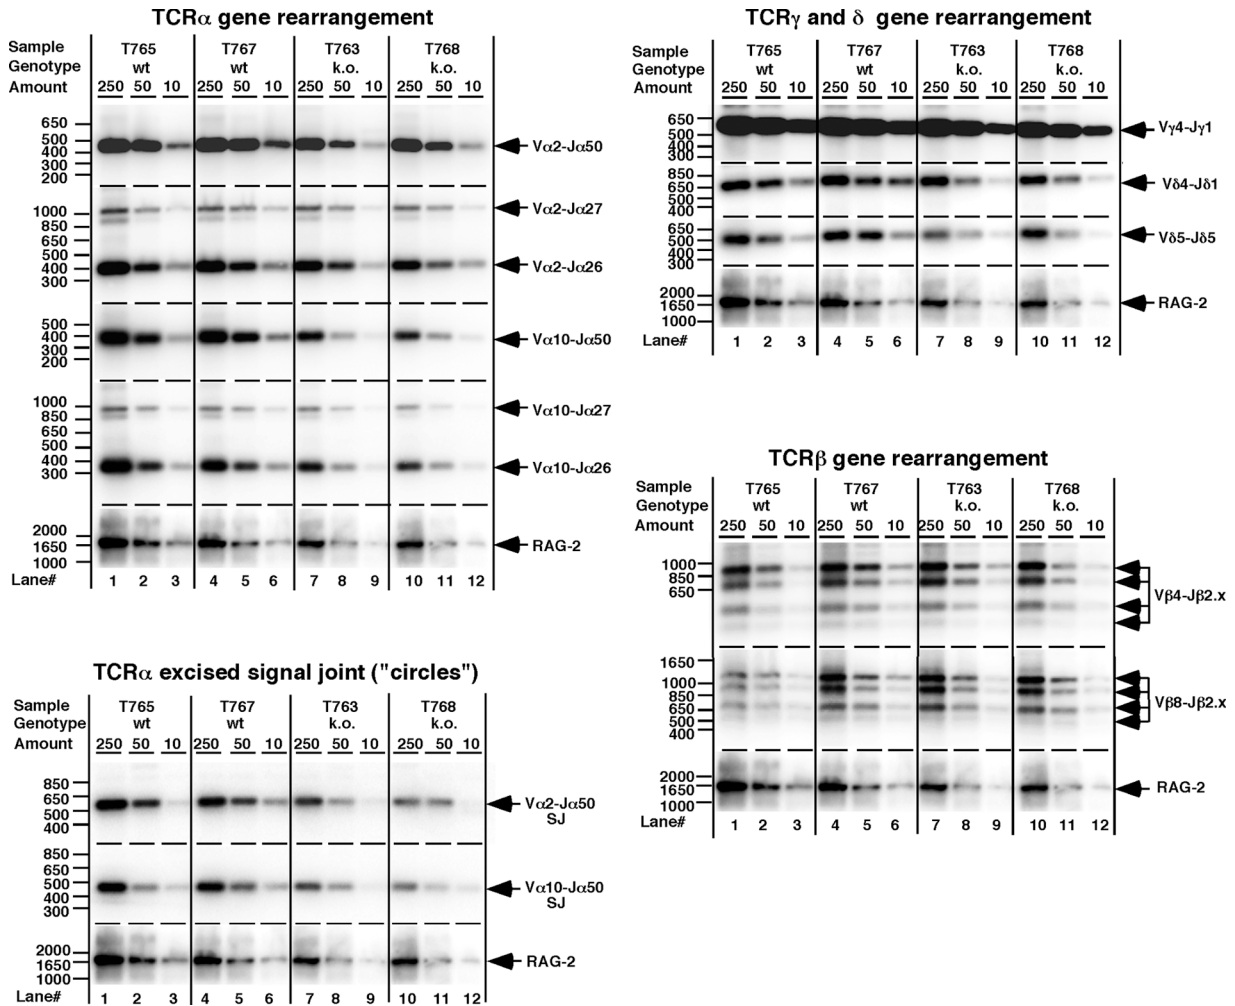 TCRα gene rearrangement
Sample T765 T767 T763 T768
Genotype wt wt k.o. k.o.
Amount 250 50 10 250 50 10 250 50 10 250 50 10
650
500
400
300
200
Vα2-Jα50
1000
850
650
Vα2-Jα27
500
400
300
Vα2-Jα26
500
400
300
200
Vα10-Jα50
1000
850
650
Vα10-Jα27
500
400
300
Vα10-Jα26
2000
1650
1000
RAG-2
Lane# 1 2 3 4 5 6 7 8 9 10 11 12
TCRγ and δ gene rearrangement
Sample T765 T767 T763 T768
Genotype wt wt k.o. k.o.
Amount 250 50 10 250 50 10 250 50 10 250 50 10
650
500
400
300
Vγ4-Jγ1
850
650
500
400
Vδ4-Jδ1
650
500
400
300
Vδ5-Jδ5
2000
1650
1000
RAG-2
Lane# 1 2 3 4 5 6 7 8 9 10 11 12
TCRβ gene rearrangement
Sample T765 T767 T763 T768
Genotype wt wt k.o. k.o.
Amount 250 50 10 250 50 10 250 50 10 250 50 10
1000
850
650
Vβ4-Jβ2.x
1650
1000
850
650
500
400
Vβ8-Jβ2.x
2000
1650
1000
RAG-2
Lane# 1 2 3 4 5 6 7 8 9 10 11 12
TCRα excised signal joint ("circles")
Sample T765 T767 T763 T768
Genotype wt wt k.o. k.o.
Amount 250 50 10 250 50 10 250 50 10 250 50 10
850
650
500
400
Vα2-Jα50
SJ
850
650
500
400
300
Vα10-Jα50
SJ
2000
1650
1000
RAG-2
Lane# 1 2 3 4 5 6 7 8 9 10 11 12